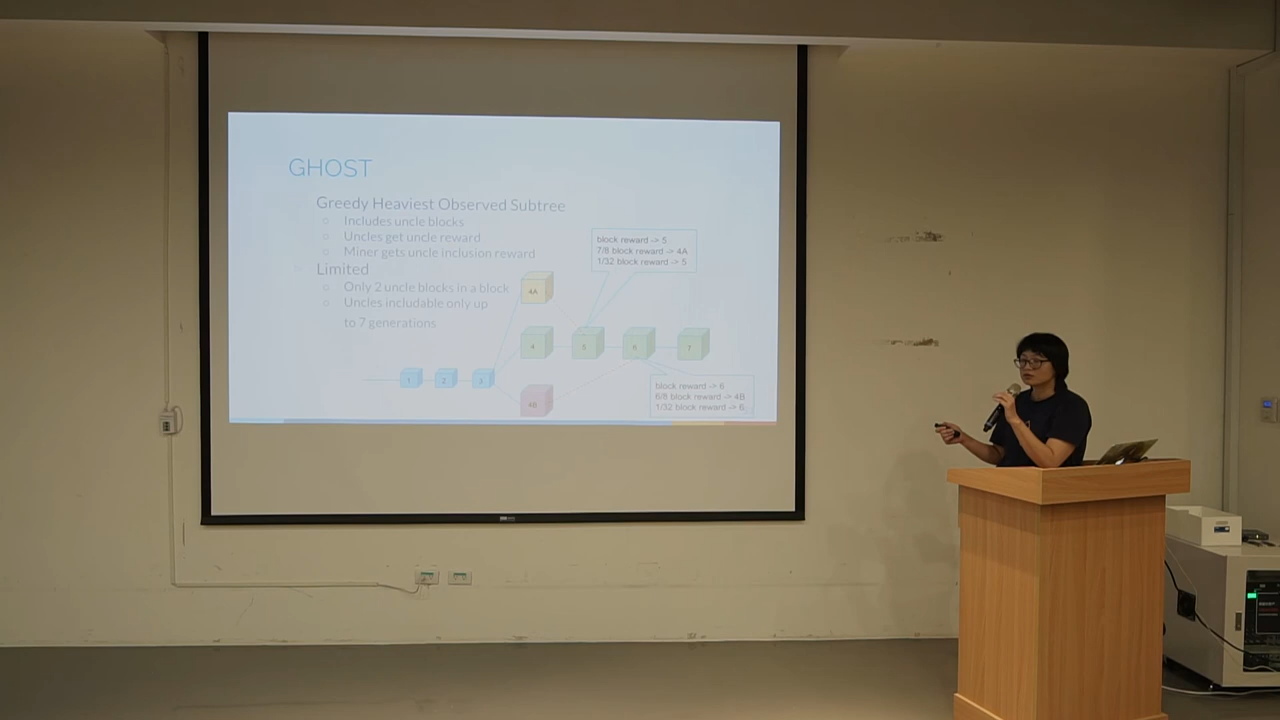 GHOST
Greedy Heaviest Observed Subtree
Includes uncle blocks
Uncles get uncle reward
Miner gets uncle inclusion reward
Limited
Only 2 uncle blocks in a block
Uncles includable only up
to 7 generations
block reward -> 5
7/8 block reward -> 4A
1/32 block reward -> 5
4A
4
5
6
7
1
2
3
4B
block reward -> 6
6/8 block reward -> 4B
1/32 block reward -> 6